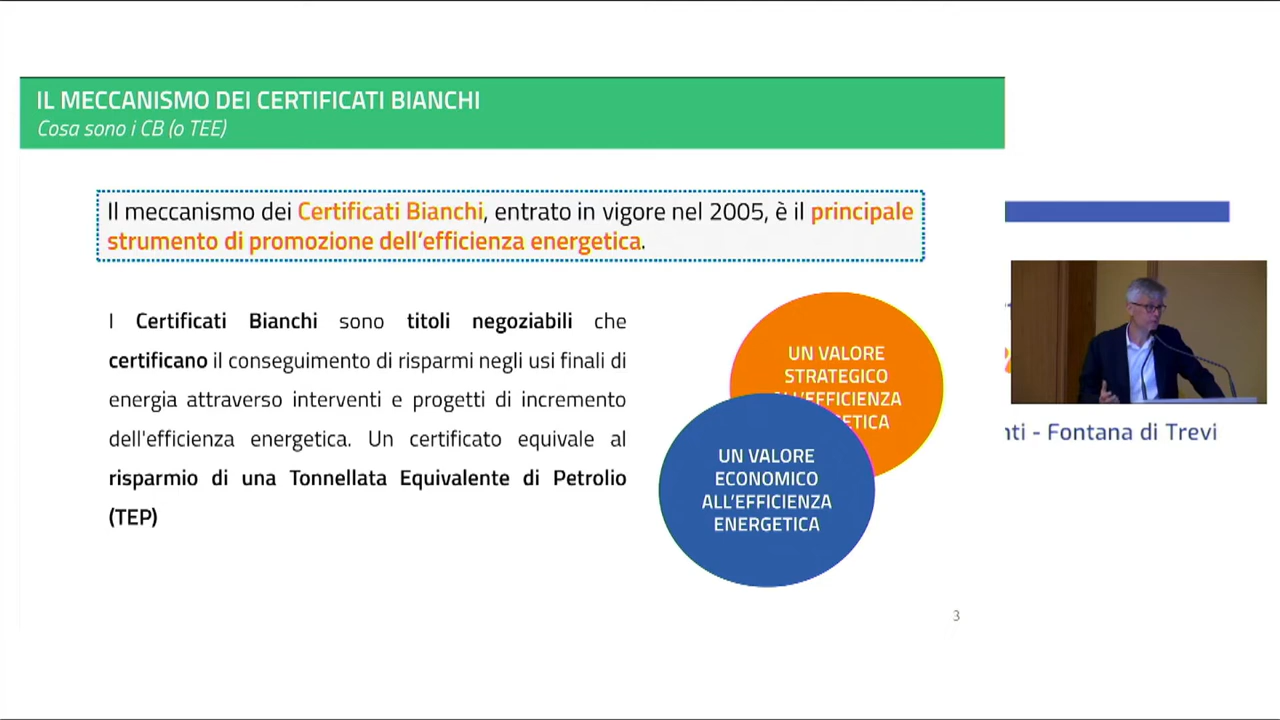 IL MECCANISMO DEI CERTIFICATI BIANCHI
Cosa sono i CB (o TEE)
Il meccanismo dei Certificati Bianchi, entrato in vigore nel 2005, è il principale
strumento di promozione dell'efficienza energetica.
I Certificati Bianchi sono titoli negoziabili che
certificano il conseguimento di risparmi negli usi finali di
energia attraverso interventi e progetti di incremento
dell'efficienza energetica. Un certificato equivale al
risparmio di una Tonnellata Equivalente di Petrolio
(TEP)
UN VALORE
STRATEGICO
ALL'EFFICIENZA
UN VALORE
ECONOMICO
ALL'EFFICIENZA
ENERGETICA
- Fontana di Trevi
3